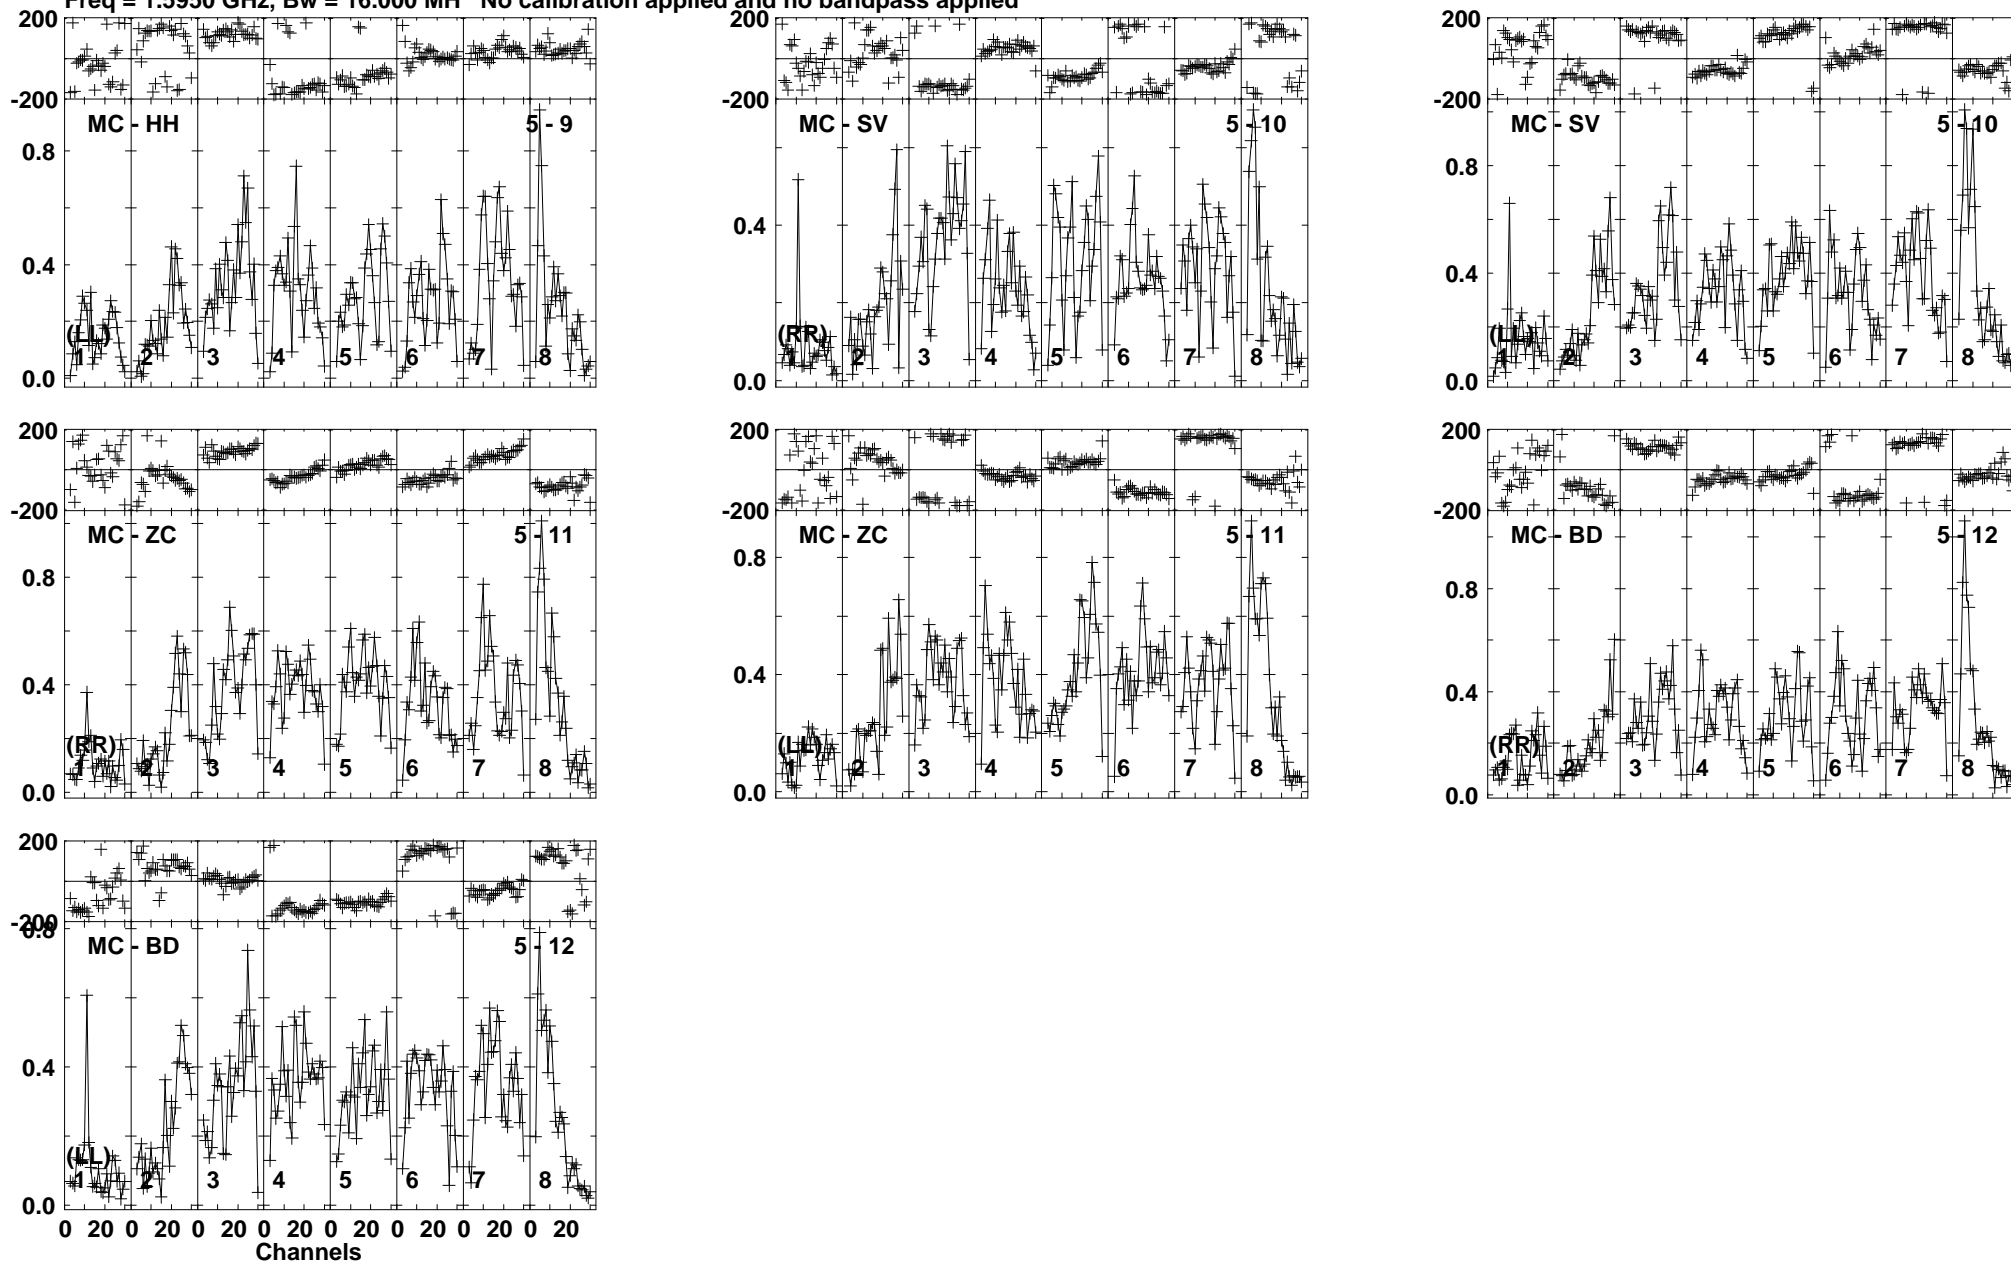 Freq = 1.5950 GHz, Bw = 16.000 MH No calibration applied and no bandpass applied
200
-200
MC - HH 5 - 9
0.8
0.4
0.0
(LL)
1 2 3 4 5 6 7 8
200
-200
MC - SV 5 - 10
0.4
0.0
(RR)
1 2 3 4 5 6 7 8
200
-200
MC - SV 5 - 10
0.8
0.4
0.0
(LL)
1 2 3 4 5 6 7 8
200
-200
MC - ZC 5 - 11
0.8
0.4
0.0
(RR)
1 2 3 4 5 6 7 8
200
-200
MC - ZC 5 - 11
0.8
0.4
0.0
(LL)
1 2 3 4 5 6 7 8
200
-200
MC - BD 5 - 12
0.8
0.4
0.0
(RR)
1 2 3 4 5 6 7 8
200
-200
0.8
MC - BD 5 - 12
0.4
0.0
(LL)
1 2 3 4 5 6 7 8
0 20 0 20 0 20 0 20 0 20 0 20 0 20 0 20
Channels